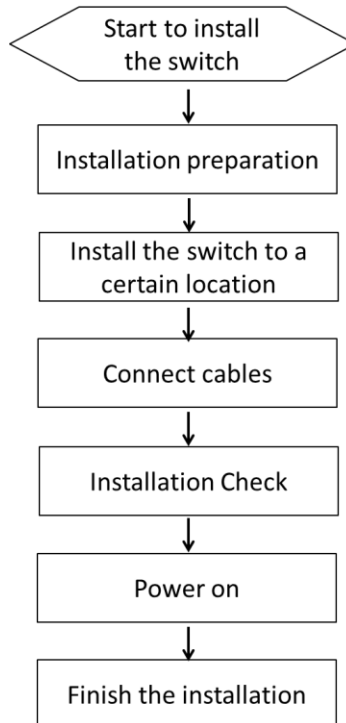 Start to install
the switch
Installation preparation
Install the switch to a
certain location
Connect cables
Installation Check
Power on
Finish the installation